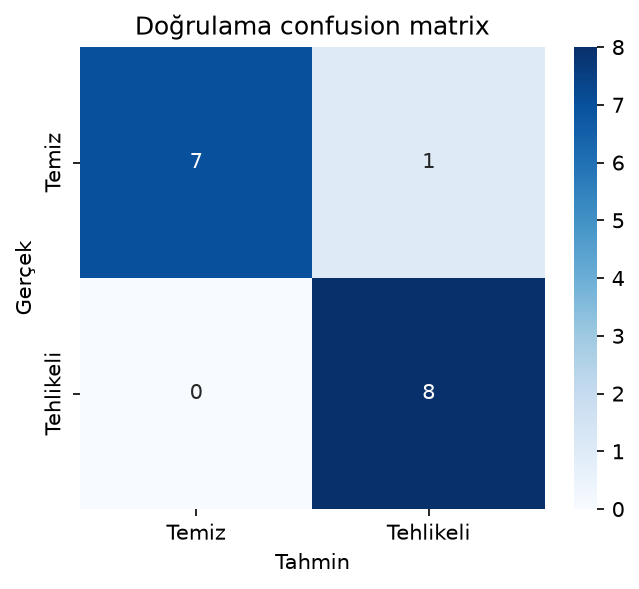 Doğrulama confusion matrix
Gerçek
Temiz
7
1
Tehlikeli
0
8
Temiz
Tehlikeli
Tahmin
8
7
6
5
4
3
2
1
0